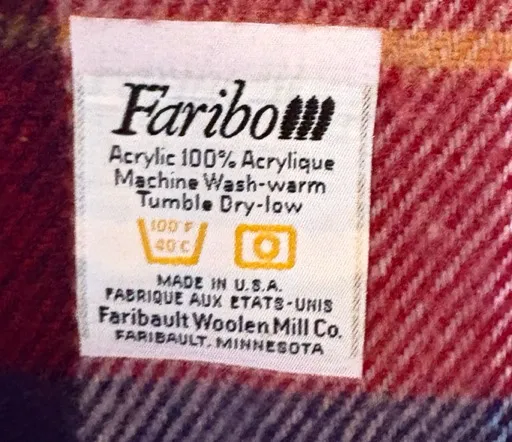 Faribo
Acrylic 100% Acrylique
Machine Wash-warm
Tumble Dry-low
100°F
40°C
MADE IN U.S.A.
FABRIQUE AUX ETATS-UNIS
Faribault Woolen Mill Co.
FARIBAULT, MINNESOTA